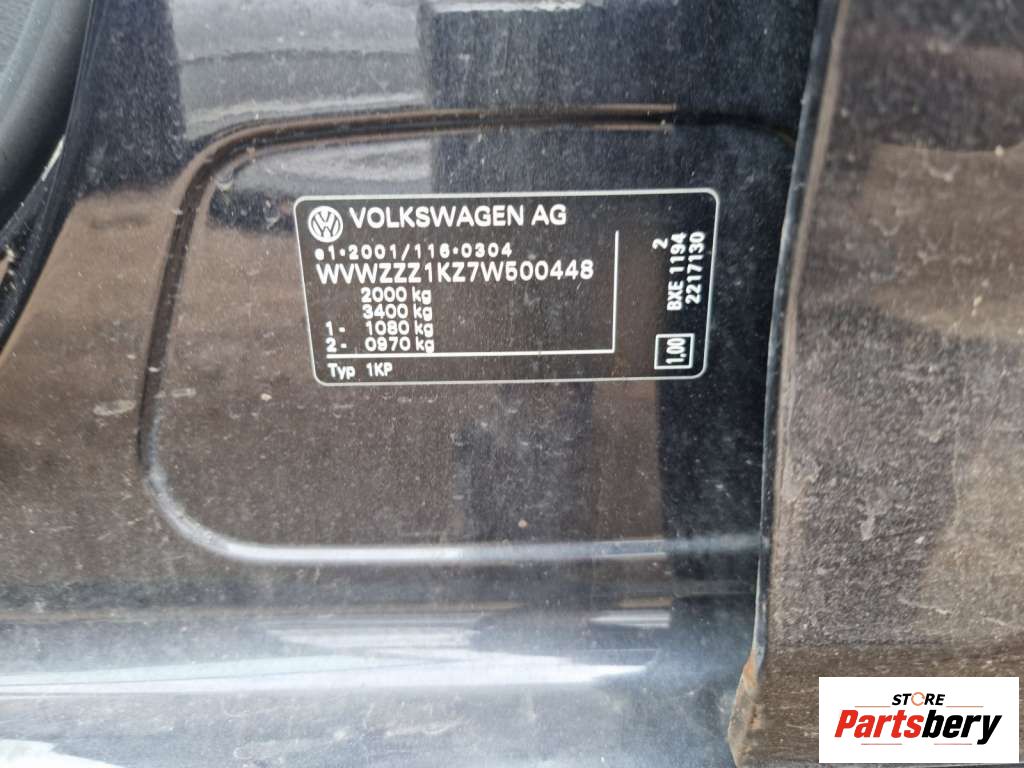 VOLKSWAGEN AG
e1*2001/116*0304
WVWZZZ1KZ7W500448
2000 kg
3400 kg
1- 1080 kg
2- 0970 kg
Typ 1KP
2
BXE 1194
2217130
1.00
STORE
Partsbery